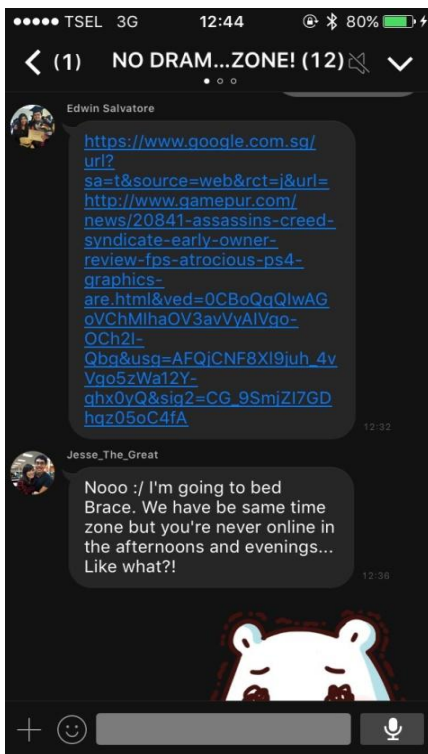 TSEL 3G 12:44 80%
(1) NO DRAM...ZONE! (12)
Edwin Salvatore
https://www.google.com.sg/
url?
sa=t&source=web&rct=j&url=
http://www.gamepur.com/
news/20841-assassins-creed-
syndicate-early-owner-
review-fps-atrocious-ps4-
graphics-
are.html&ved=0CBoQqQIwAG
oVChMIhaOV3avVyAIVgo-
OCh2I-
Qbg&usg=AFQjCNF8XI9juh_4v
Vgo5zWa12Y-
qhx0yQ&sig2=CG_9SmjZI7GD
hqz05oC4fA
12:32
Jesse_The_Great
Nooo :/ I'm going to bed
Brace. We have be same time
zone but you're never online in
the afternoons and evenings...
Like what?!
12:36